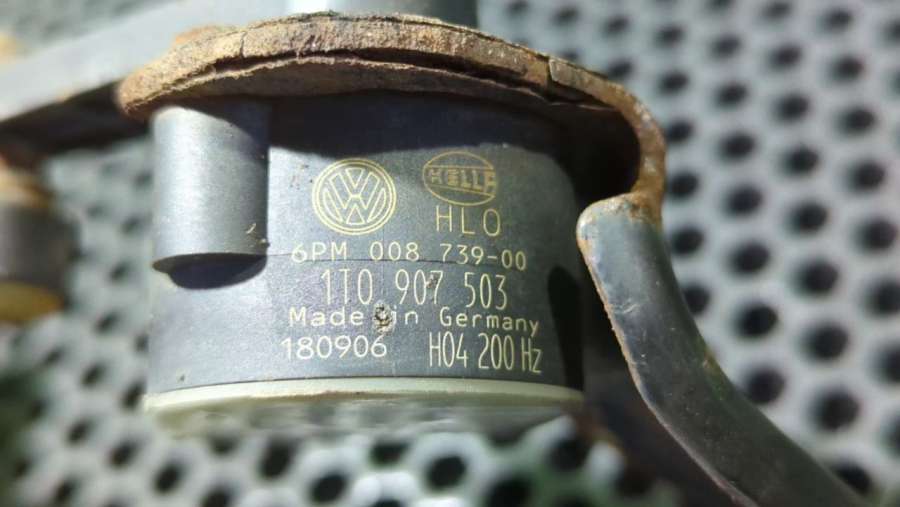 HELLA
HLO
6PM 008 739-00
1T0 907 503
Made in Germany
180906 H04 200 Hz